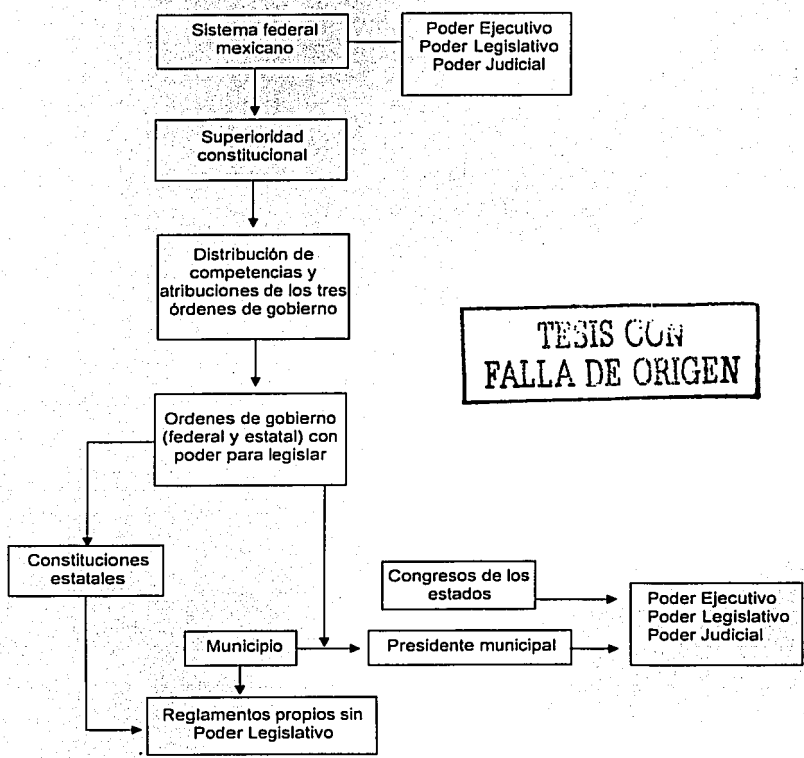 Sistema federal
mexicano
Poder Ejecutivo
Poder Legislativo
Poder Judicial
Superioridad
constitucional
Distribución de
competencias y
atribuciones de los tres
órdenes de gobierno
TESIS CON
FALLA DE ORIGEN
Ordenes de gobierno
(federal y estatal) con
poder para legislar
Constituciones
estatales
Congresos de los
estados
Poder Ejecutivo
Poder Legislativo
Poder Judicial
Municipio
Presidente municipal
Reglamentos propios sin
Poder Legislativo